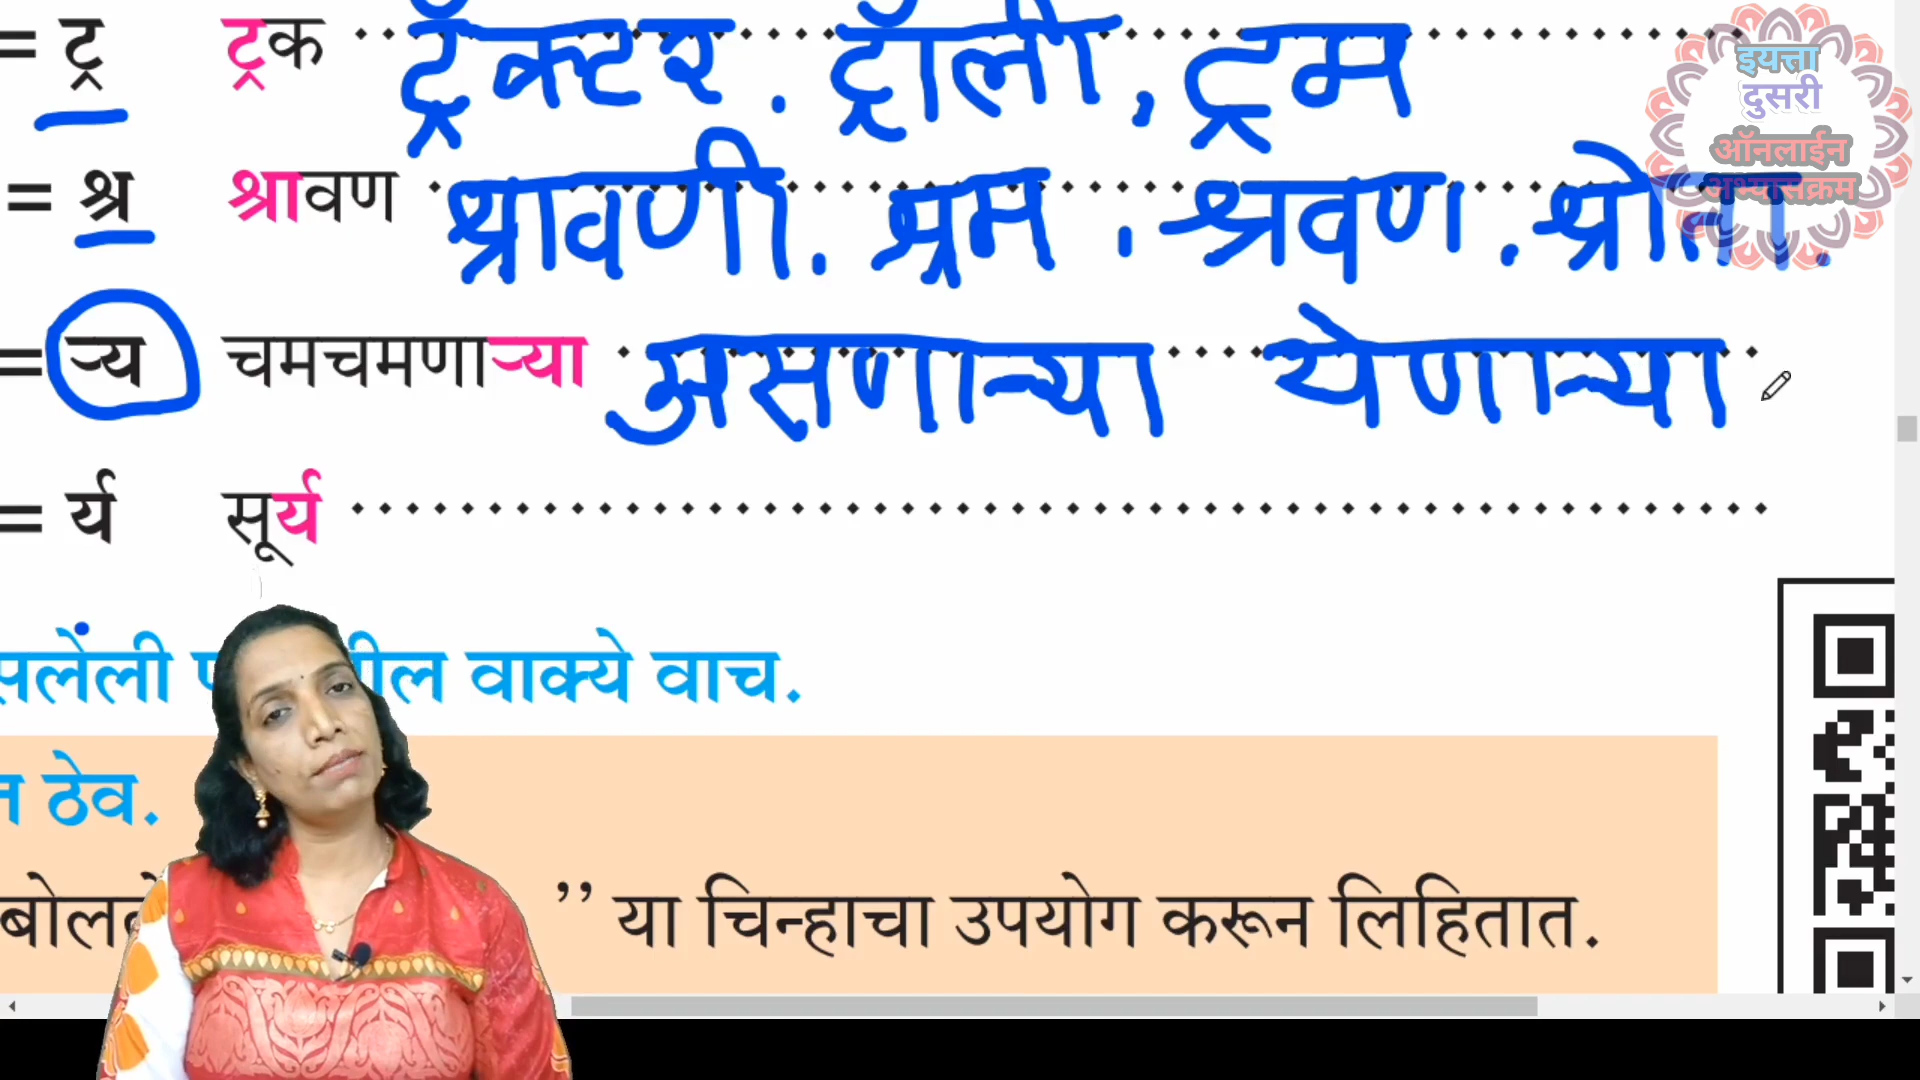 = ट्र ट्रक ट्रॅक्टर . ट्रॉली , ट्रम
= श्र श्रावण श्रावणी . श्रम . श्रवण . श्रोता .
= ऱ्य चमचमणाऱ्या असणाऱ्या येणाऱ्या
= र्य सूर्य
वाक्ये वाच.
ठेव.
’’ या चिन्हाचा उपयोग करून लिहितात.
इयत्ता
दुसरी
ऑनलाईन
अभ्यासक्रम